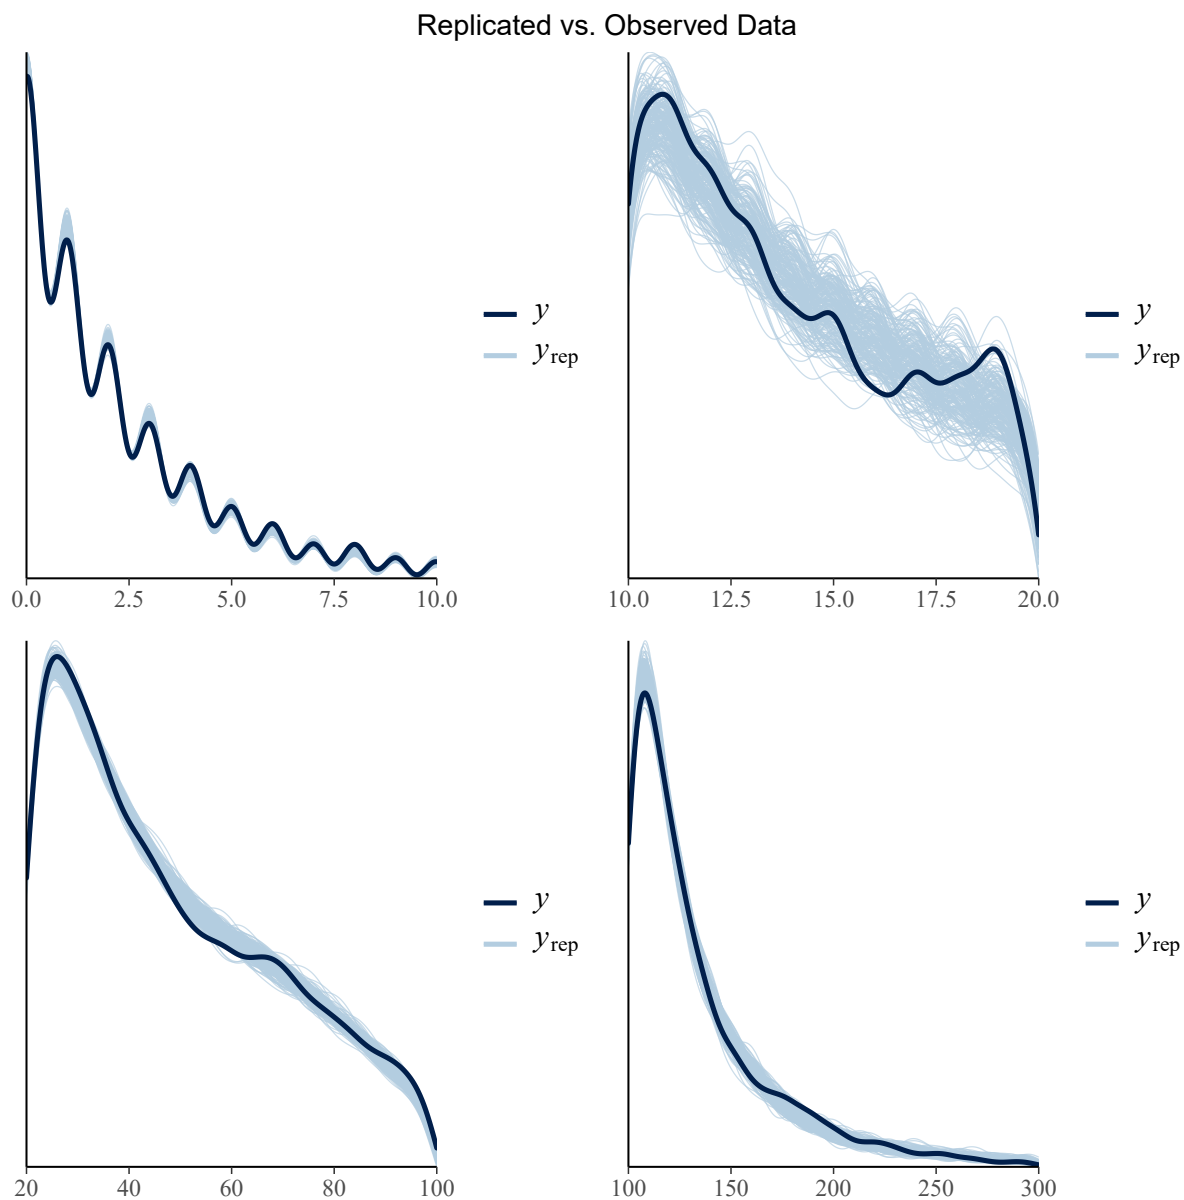 Replicated vs. Observed Data
y
yrep
0.0 2.5 5.0 7.5 10.0
y
yrep
10.0 12.5 15.0 17.5 20.0
y
yrep
20 40 60 80 100
y
yrep
100 150 200 250 300